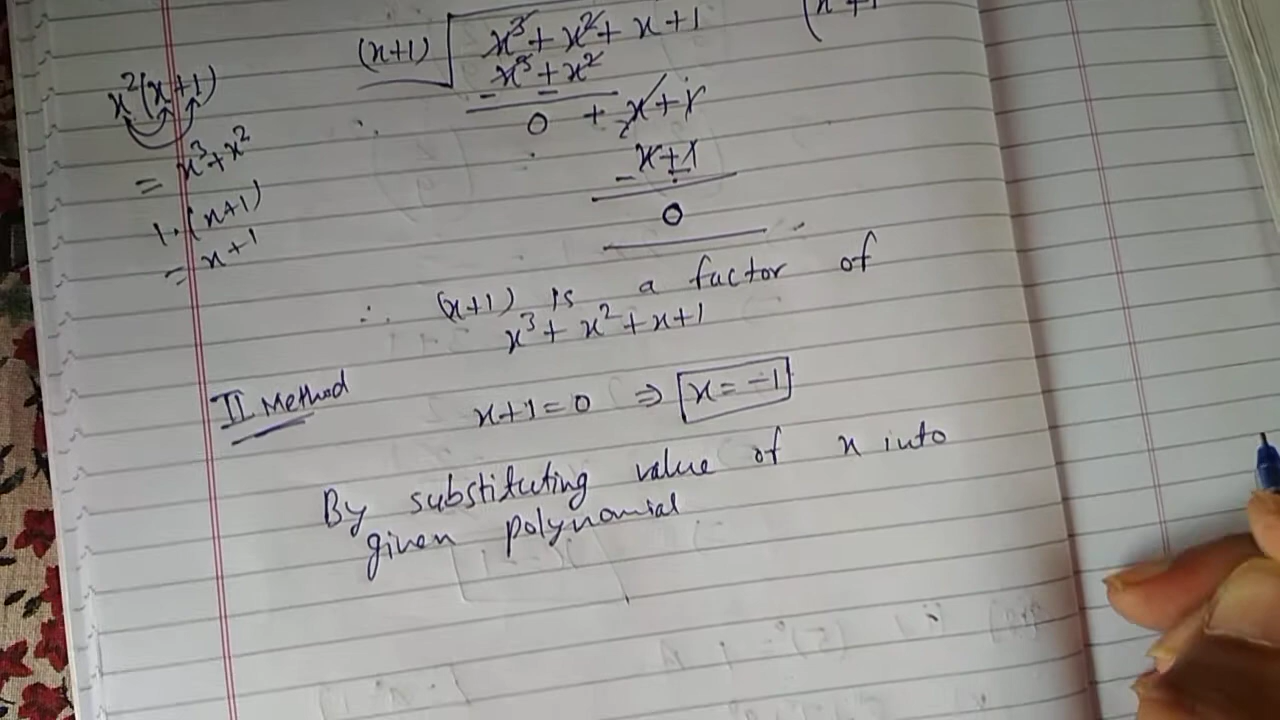 (x+1) x³ + x² + x + 1
x³ + x²
0 + x+1
- x+1
0
x²(x+1)
= x³+x²
1.(x+1)
= x+1
∴ (x+1) is a factor of
x³ + x² + x+1
II Method
x+1=0 ⇒ x = -1
By substituting value of x into
given polynomial